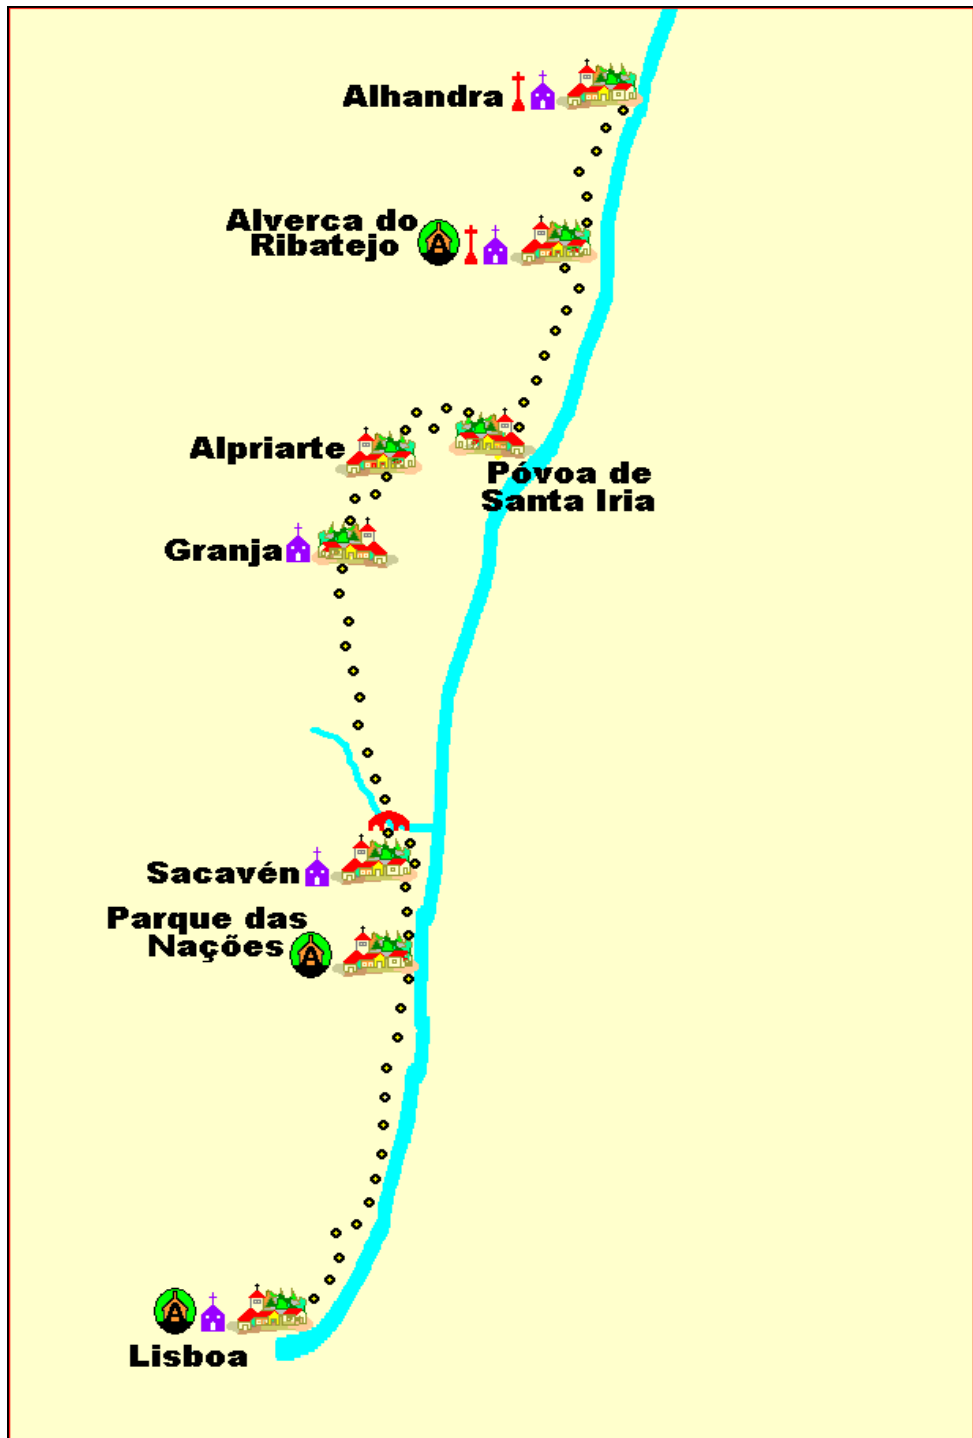 Alhandra
Alverca do
Ribatejo
A
Alpriarte
Póvoa de
Santa Iria
Granja
Sacavén
Parque das
Nações
A
A
Lisboa